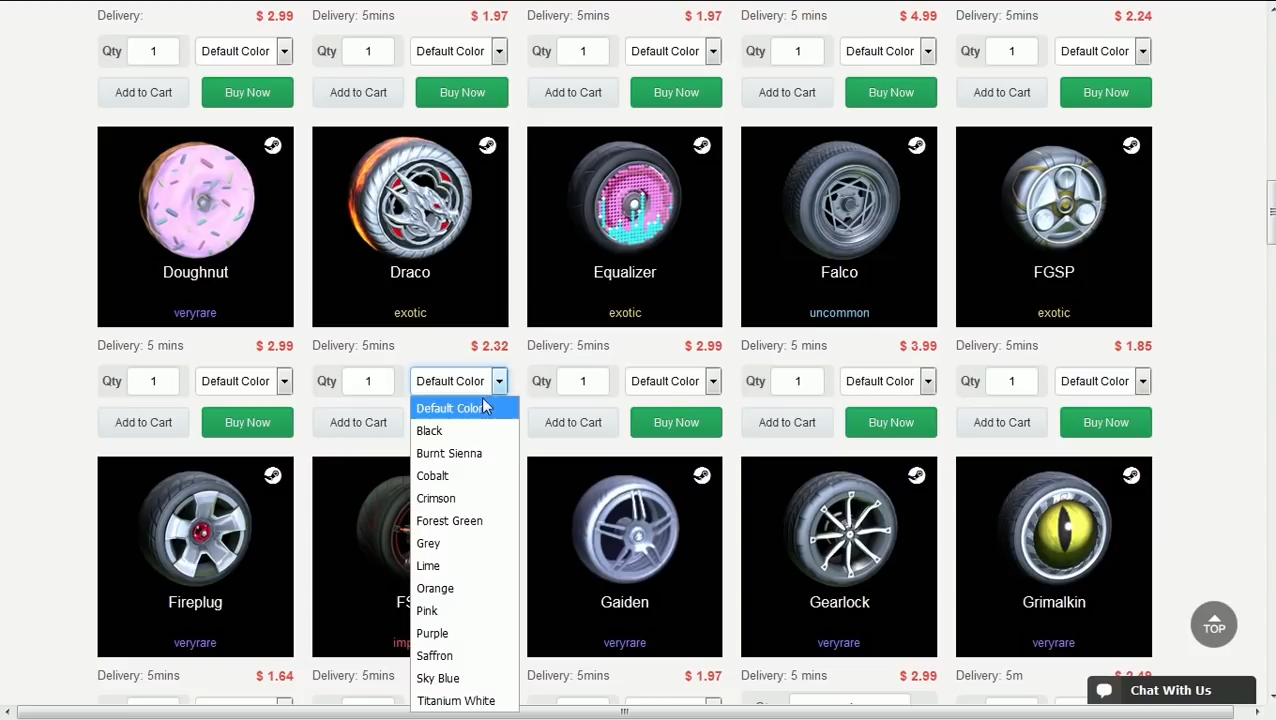 Delivery: $ 2.99 Delivery: 5mins $ 1.97 Delivery: 5mins $ 1.97 Delivery: 5 mins $ 4.99 Delivery: 5mins $ 2.24
Qty 1 Default Color Qty 1 Default Color Qty 1 Default Color Qty 1 Default Color Qty 1 Default Color
Add to Cart Buy Now Add to Cart Buy Now Add to Cart Buy Now Add to Cart Buy Now Add to Cart Buy Now
Doughnut Draco Equalizer Falco FGSP
veryrare exotic exotic uncommon exotic
Delivery: 5 mins $ 2.99 Delivery: 5mins $ 2.32 Delivery: 5mins $ 2.99 Delivery: 5 mins $ 3.99 Delivery: 5mins $ 1.85
Qty 1 Default Color Qty 1 Default Color Qty 1 Default Color Qty 1 Default Color Qty 1 Default Color
Add to Cart Buy Now Add to Cart Add to Cart Buy Now Add to Cart Buy Now Add to Cart Buy Now
Default Color
Black
Burnt Sienna
Cobalt
Crimson
Forest Green
Grey
Lime
Orange
Pink
Purple
Saffron
Sky Blue
Titanium White
Fireplug FS Gaiden Gearlock Grimalkin
veryrare imp veryrare veryrare veryrare
Delivery: 5mins $ 1.64 Delivery: 5mins Delivery: 5mins $ 1.97 Delivery: 5mins $ 2.99 Delivery: 5m $ 2.49
TOP
Chat With Us